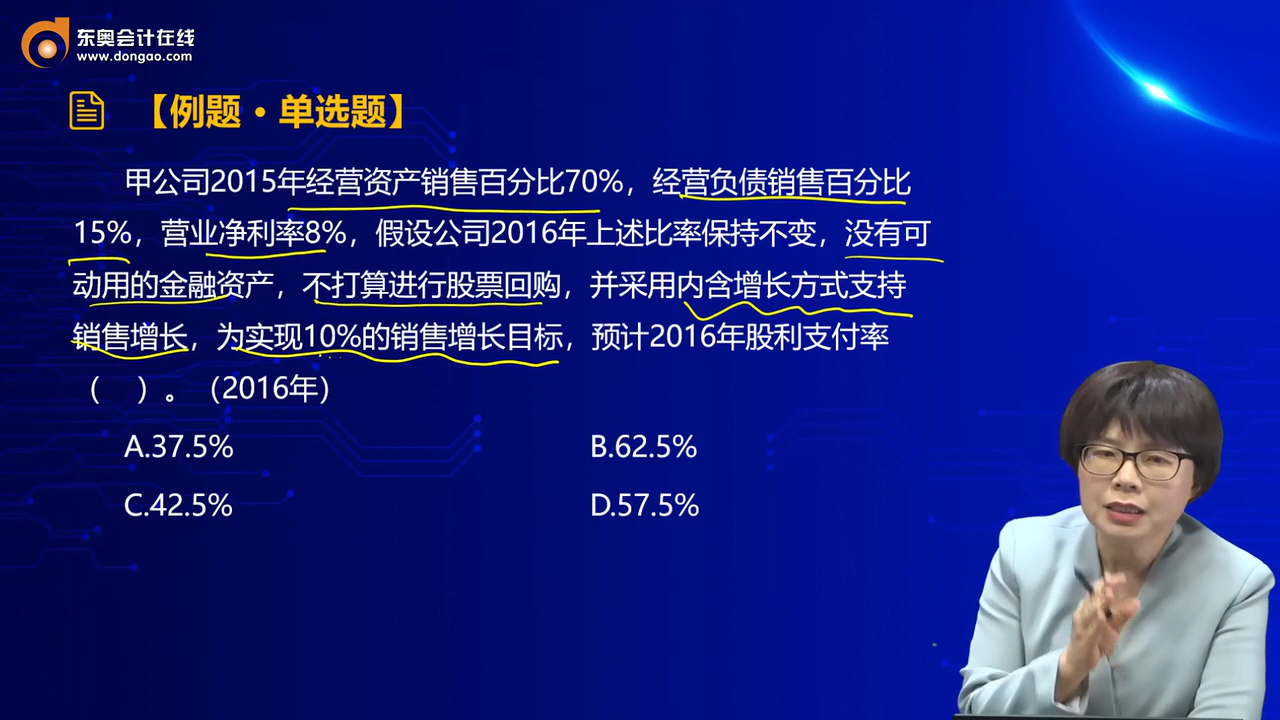 东奥会计在线
www.dongao.com
【例题·单选题】
甲公司2015年经营资产销售百分比70%，经营负债销售百分比
15%，营业净利率8%，假设公司2016年上述比率保持不变，没有可
动用的金融资产，不打算进行股票回购，并采用内含增长方式支持
销售增长，为实现10%的销售增长目标，预计2016年股利支付率
（ ）。（2016年）
A.37.5% B.62.5%
C.42.5% D.57.5%